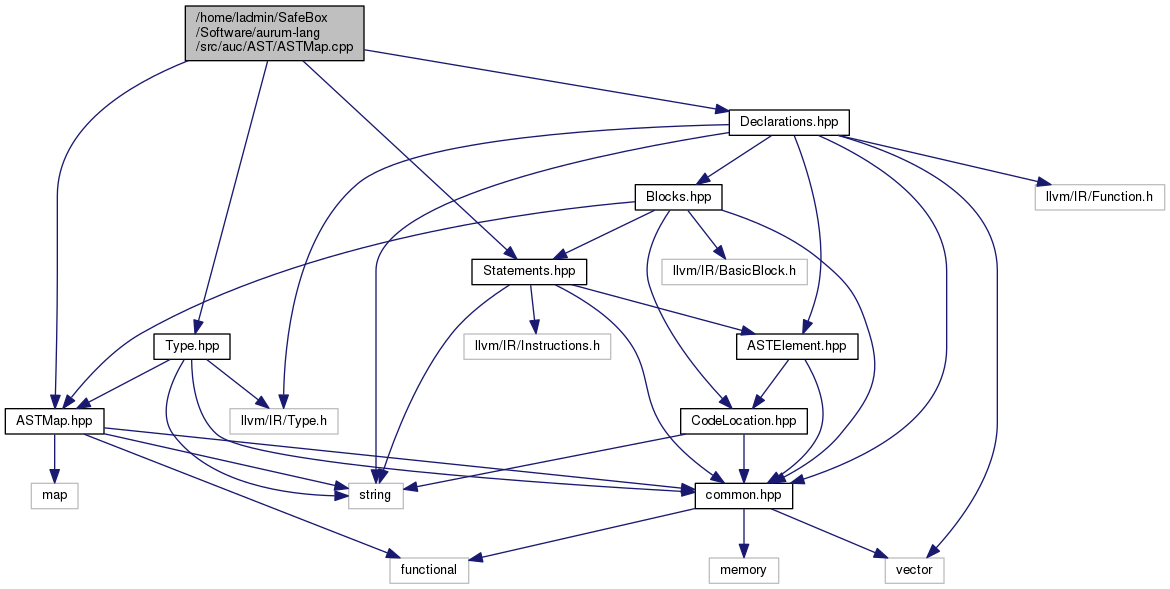 /home/ladmin/SafeBox
/Software/aurum-lang
/src/auc/AST/ASTMap.cpp
Declarations.hpp
Blocks.hpp
llvm/IR/Function.h
Statements.hpp
llvm/IR/BasicBlock.h
Type.hpp
llvm/IR/Instructions.h
ASTElement.hpp
ASTMap.hpp
llvm/IR/Type.h
CodeLocation.hpp
map
string
common.hpp
functional
memory
vector